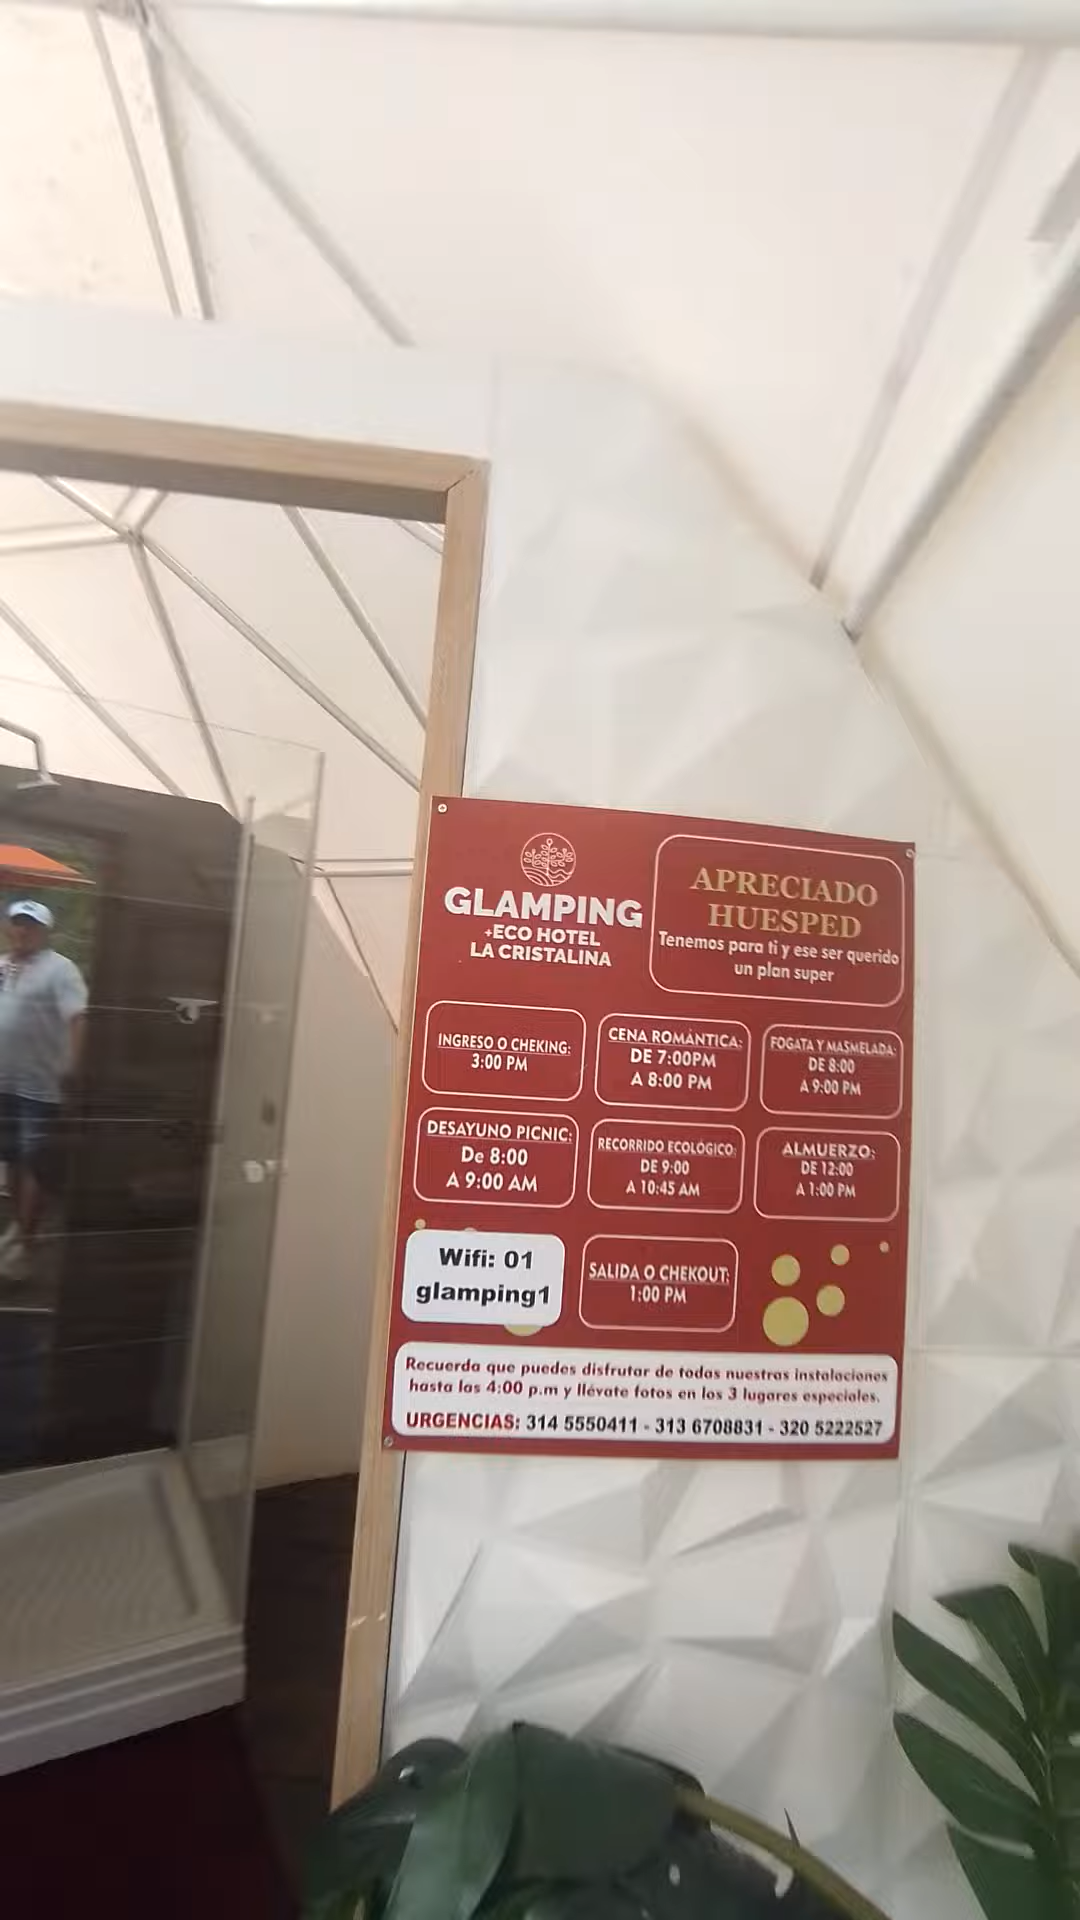 GLAMPING
+ECO HOTEL
LA CRISTALINA
APRECIADO
HUESPED
Tenemos para ti y ese ser querido
un plan super
INGRESO O CHEKING:
3:00 PM
CENA ROMÁNTICA:
DE 7:00PM
A 8:00 PM
FOGATA Y MASMELADA:
DE 8:00
A 9:00 PM
DESAYUNO PICNIC:
De 8:00
A 9:00 AM
RECORRIDO ECOLÓGICO:
DE 9:00
A 10:45 AM
ALMUERZO:
DE 12:00
A 1:00 PM
Wifi: 01
glamping1
SALIDA O CHEKOUT:
1:00 PM
Recuerda que puedes disfrutar de todas nuestras instalaciones
hasta las 4:00 p.m y llévate fotos en los 3 lugares especiales.
URGENCIAS: 314 5550411 - 313 6708831 - 320 5222527